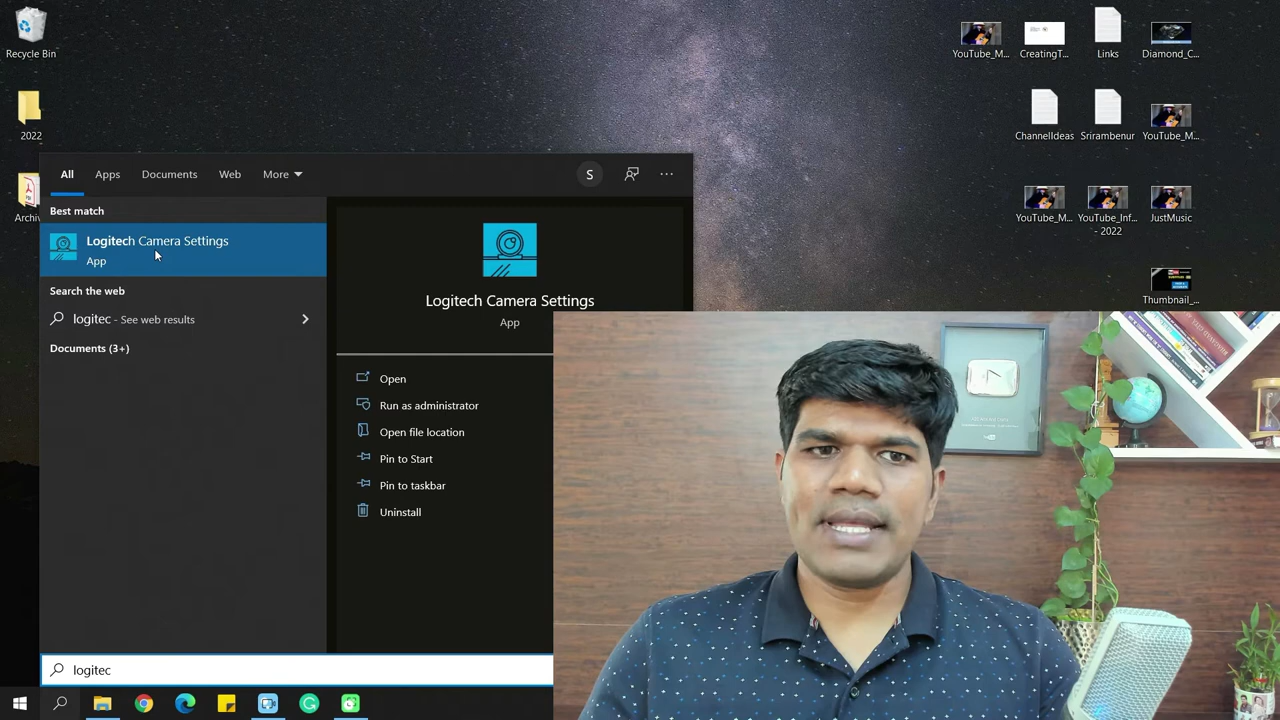 Recycle Bin
YouTube_M...
CreatingT...
Links
Diamond_C...
2022
ChannelIdeas
Srirambenur
YouTube_M...
All
Apps
Documents
Web
More
S
Archiv
YouTube_M...
YouTube_Inf...
- 2022
JustMusic
Best match
Logitech Camera Settings
App
Search the web
logitec - See web results
Documents (3+)
Logitech Camera Settings
App
Thumbnail_...
Open
Run as administrator
Open file location
Pin to Start
Pin to taskbar
Uninstall
logitec